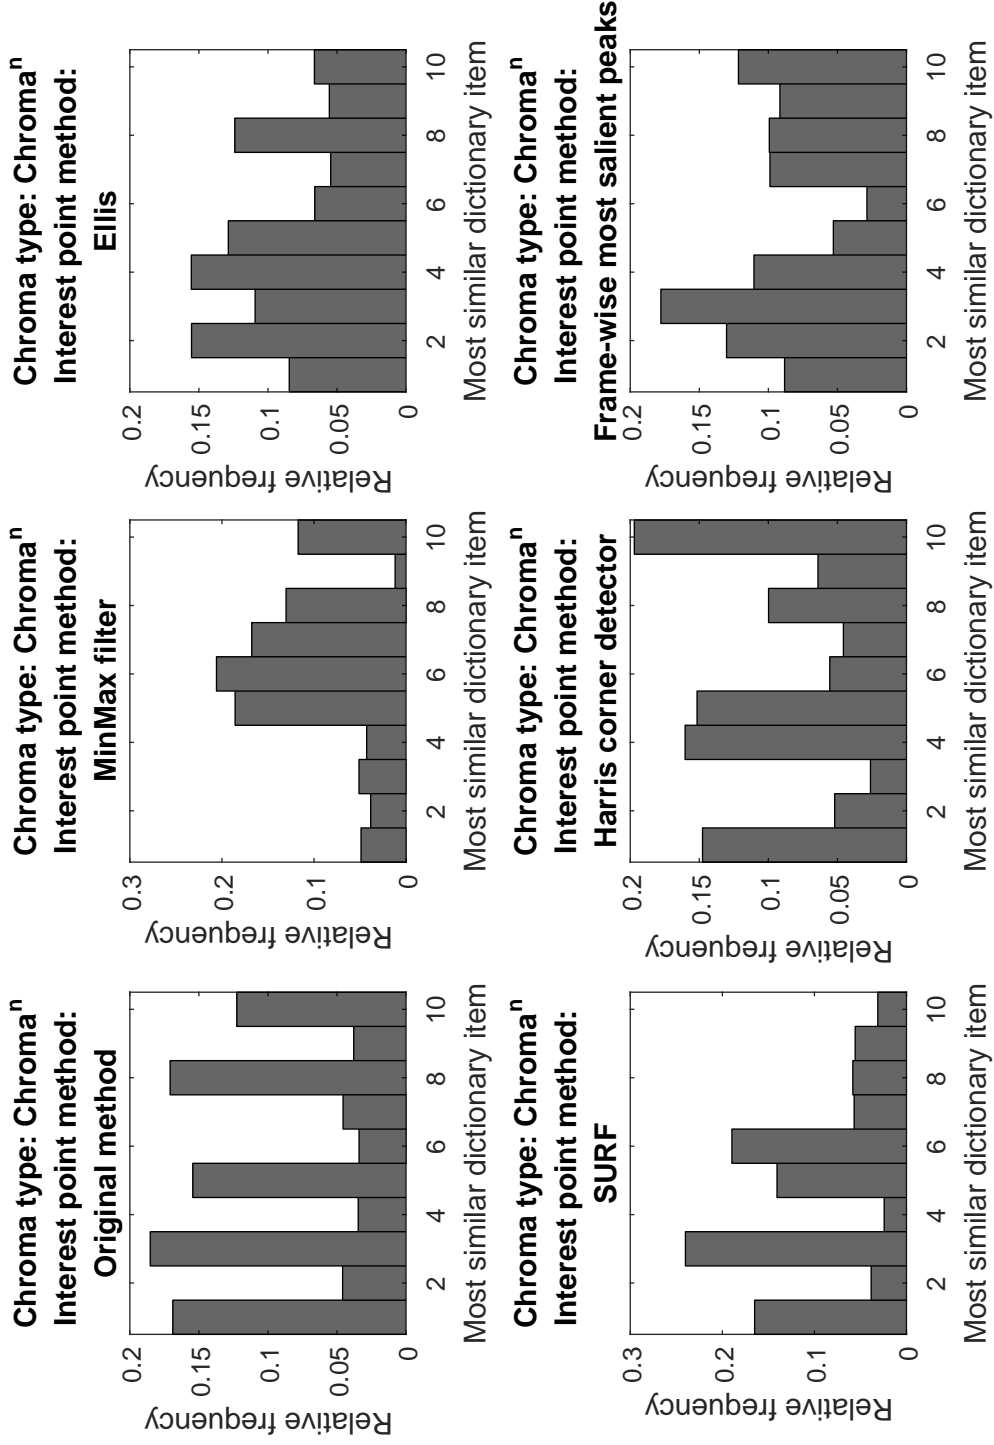 Chroma type: Chromaⁿ
Interest point method:
Original method
Relative frequency
0.2
0.15
0.1
0.05
0
2
4
6
8
10
Most similar dictionary item
Chroma type: Chromaⁿ
Interest point method:
MinMax filter
Relative frequency
0.3
0.2
0.1
0
2
4
6
8
10
Most similar dictionary item
Chroma type: Chromaⁿ
Interest point method:
Ellis
Relative frequency
0.2
0.15
0.1
0.05
0
2
4
6
8
10
Most similar dictionary item
Chroma type: Chromaⁿ
Interest point method:
SURF
Relative frequency
0.3
0.2
0.1
0
2
4
6
8
10
Most similar dictionary item
Chroma type: Chromaⁿ
Interest point method:
Harris corner detector
Relative frequency
0.2
0.15
0.1
0.05
0
2
4
6
8
10
Most similar dictionary item
Chroma type: Chromaⁿ
Interest point method:
Frame-wise most salient peaks
Relative frequency
0.2
0.15
0.1
0.05
0
2
4
6
8
10
Most similar dictionary item